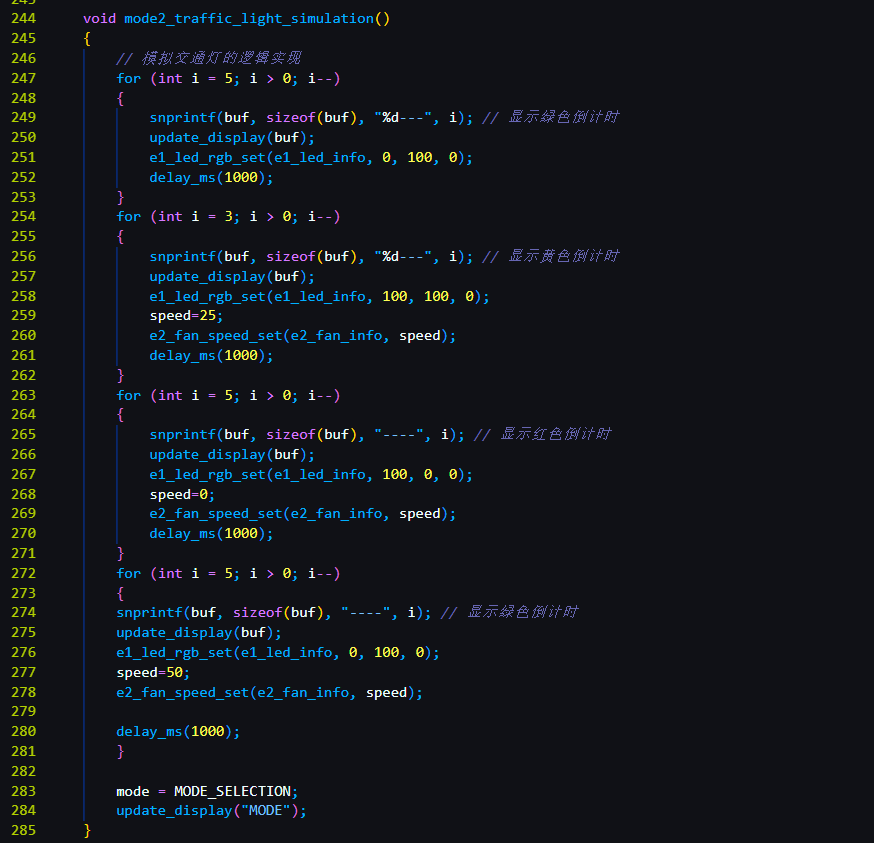 244 void mode2_traffic_light_simulation()
245 {
246 // 模拟交通灯的逻辑实现
247 for (int i = 5; i > 0; i--)
248 {
249 snprintf(buf, sizeof(buf), "%d---", i); // 显示绿色倒计时
250 update_display(buf);
251 e1_led_rgb_set(e1_led_info, 0, 100, 0);
252 delay_ms(1000);
253 }
254 for (int i = 3; i > 0; i--)
255 {
256 snprintf(buf, sizeof(buf), "%d---", i); // 显示黄色倒计时
257 update_display(buf);
258 e1_led_rgb_set(e1_led_info, 100, 100, 0);
259 speed=25;
260 e2_fan_speed_set(e2_fan_info, speed);
261 delay_ms(1000);
262 }
263 for (int i = 5; i > 0; i--)
264 {
265 snprintf(buf, sizeof(buf), "----", i); // 显示红色倒计时
266 update_display(buf);
267 e1_led_rgb_set(e1_led_info, 100, 0, 0);
268 speed=0;
269 e2_fan_speed_set(e2_fan_info, speed);
270 delay_ms(1000);
271 }
272 for (int i = 5; i > 0; i--)
273 {
274 snprintf(buf, sizeof(buf), "----", i); // 显示绿色倒计时
275 update_display(buf);
276 e1_led_rgb_set(e1_led_info, 0, 100, 0);
277 speed=50;
278 e2_fan_speed_set(e2_fan_info, speed);
279
280 delay_ms(1000);
281 }
282
283 mode = MODE_SELECTION;
284 update_display("MODE");
285 }